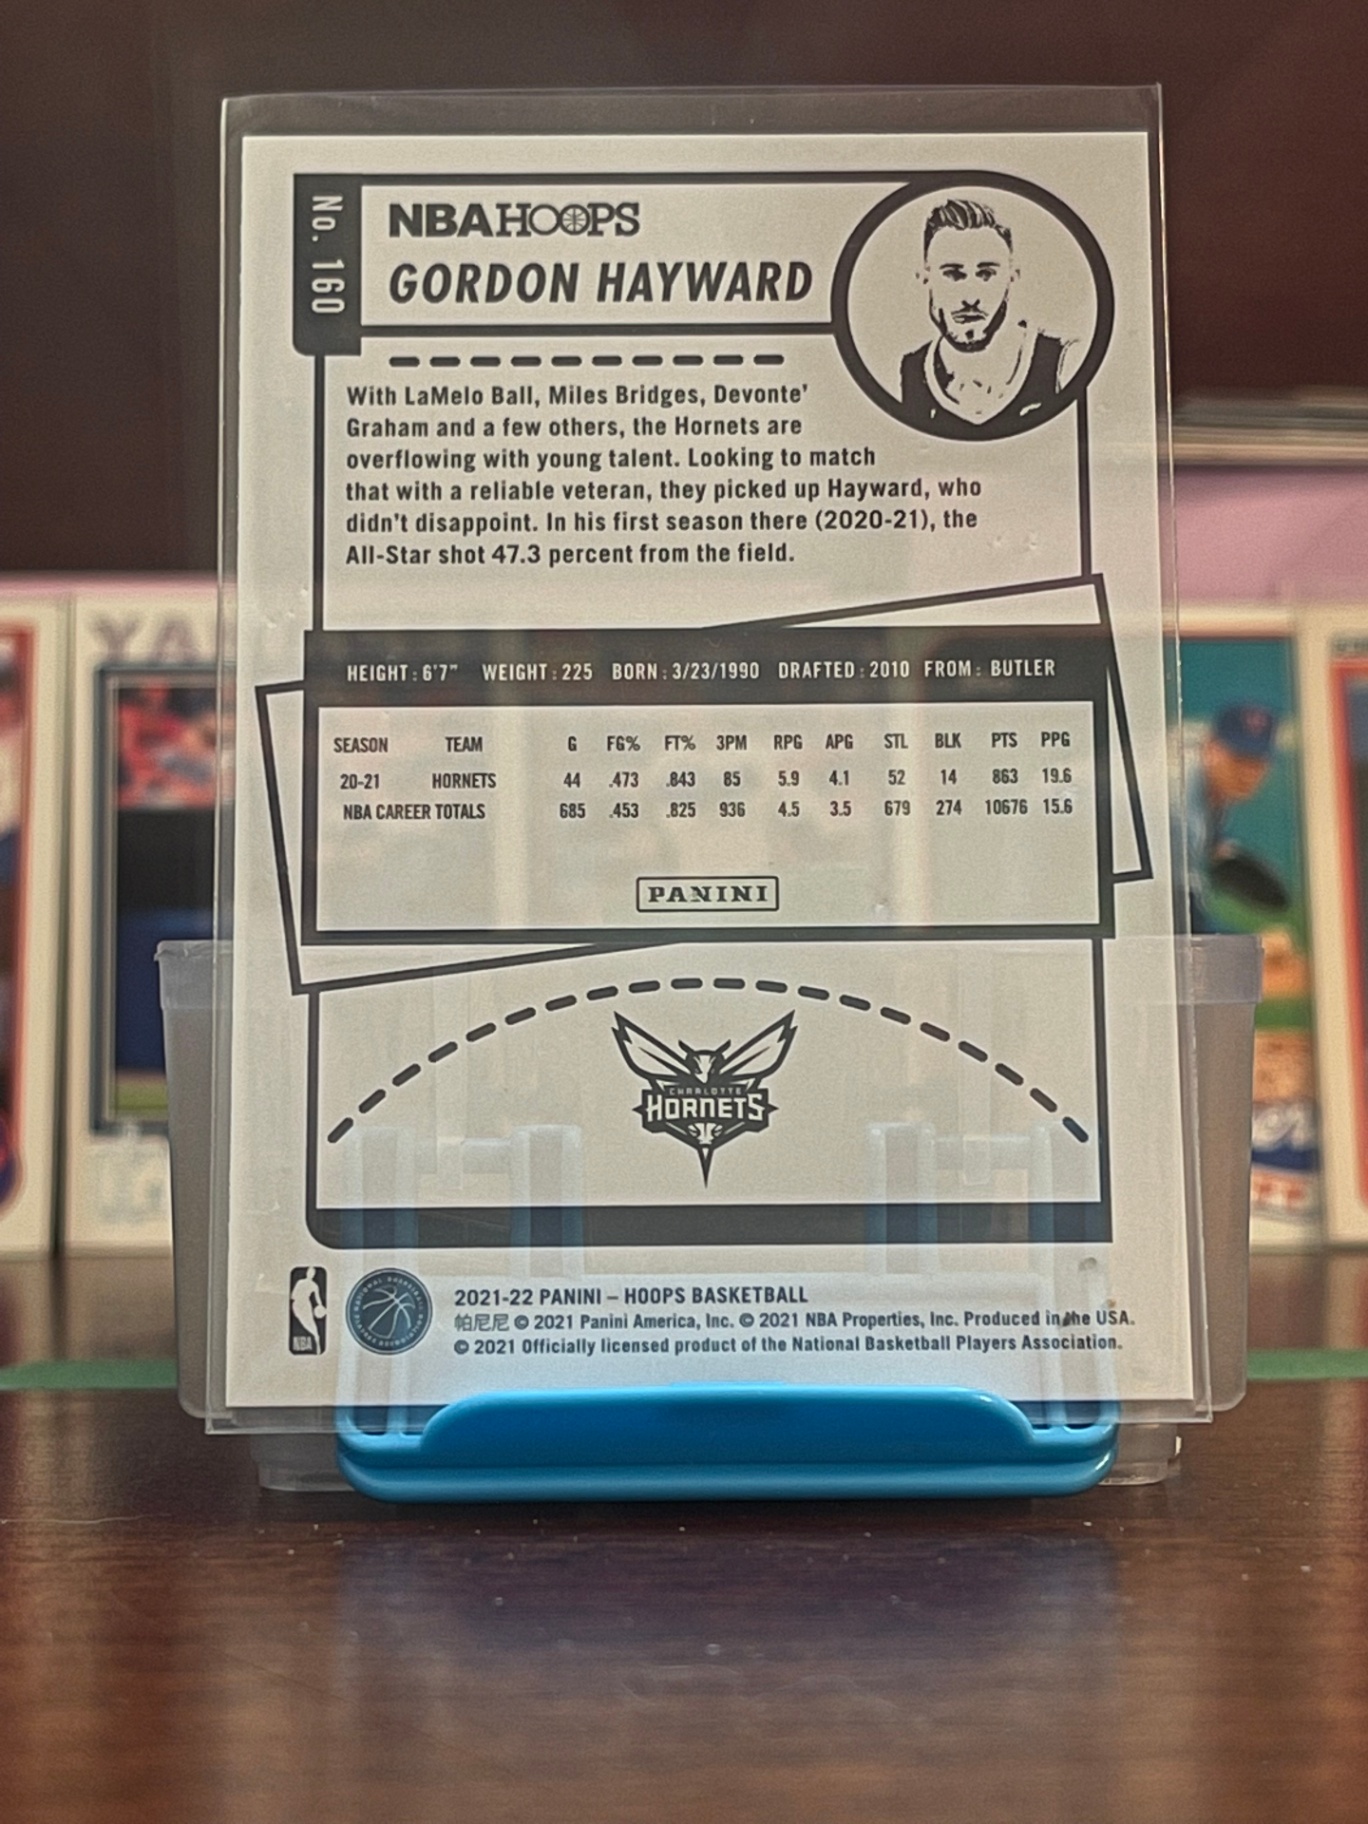 No. 160
NBA HOOPS
GORDON HAYWARD
With LaMelo Ball, Miles Bridges, Devonte'
Graham and a few others, the Hornets are
overflowing with young talent. Looking to match
that with a reliable veteran, they picked up Hayward, who
didn't disappoint. In his first season there (2020-21), the
All-Star shot 47.3 percent from the field.
HEIGHT: 6'7" WEIGHT: 225 BORN: 3/23/1990 DRAFTED: 2010 FROM: BUTLER
SEASON TEAM G FG% FT% 3PM RPG APG STL BLK PTS PPG
20-21 HORNETS 44 .473 .843 85 5.9 4.1 52 14 863 19.6
NBA CAREER TOTALS 685 .453 .825 936 4.5 3.5 679 274 10676 15.6
PANINI
CHARLOTTE
HORNETS
NBA
2021-22 PANINI – HOOPS BASKETBALL
帕尼尼 © 2021 Panini America, Inc. © 2021 NBA Properties, Inc. Produced in the USA.
© 2021 Officially licensed product of the National Basketball Players Association.